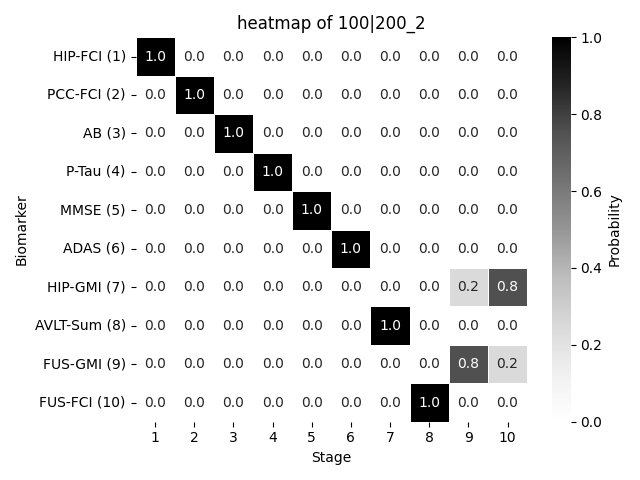 heatmap of 100|200_2
HIP-FCI (1) 1.0 0.0 0.0 0.0 0.0 0.0 0.0 0.0 0.0 0.0
PCC-FCI (2) 0.0 1.0 0.0 0.0 0.0 0.0 0.0 0.0 0.0 0.0
AB (3) 0.0 0.0 1.0 0.0 0.0 0.0 0.0 0.0 0.0 0.0
P-Tau (4) 0.0 0.0 0.0 1.0 0.0 0.0 0.0 0.0 0.0 0.0
MMSE (5) 0.0 0.0 0.0 0.0 1.0 0.0 0.0 0.0 0.0 0.0
ADAS (6) 0.0 0.0 0.0 0.0 0.0 1.0 0.0 0.0 0.0 0.0
HIP-GMI (7) 0.0 0.0 0.0 0.0 0.0 0.0 0.0 0.0 0.2 0.8
AVLT-Sum (8) 0.0 0.0 0.0 0.0 0.0 0.0 1.0 0.0 0.0 0.0
FUS-GMI (9) 0.0 0.0 0.0 0.0 0.0 0.0 0.0 0.0 0.8 0.2
FUS-FCI (10) 0.0 0.0 0.0 0.0 0.0 0.0 0.0 1.0 0.0 0.0
1 2 3 4 5 6 7 8 9 10
Stage
Biomarker
1.0
0.8
0.6
0.4
0.2
0.0
Probability